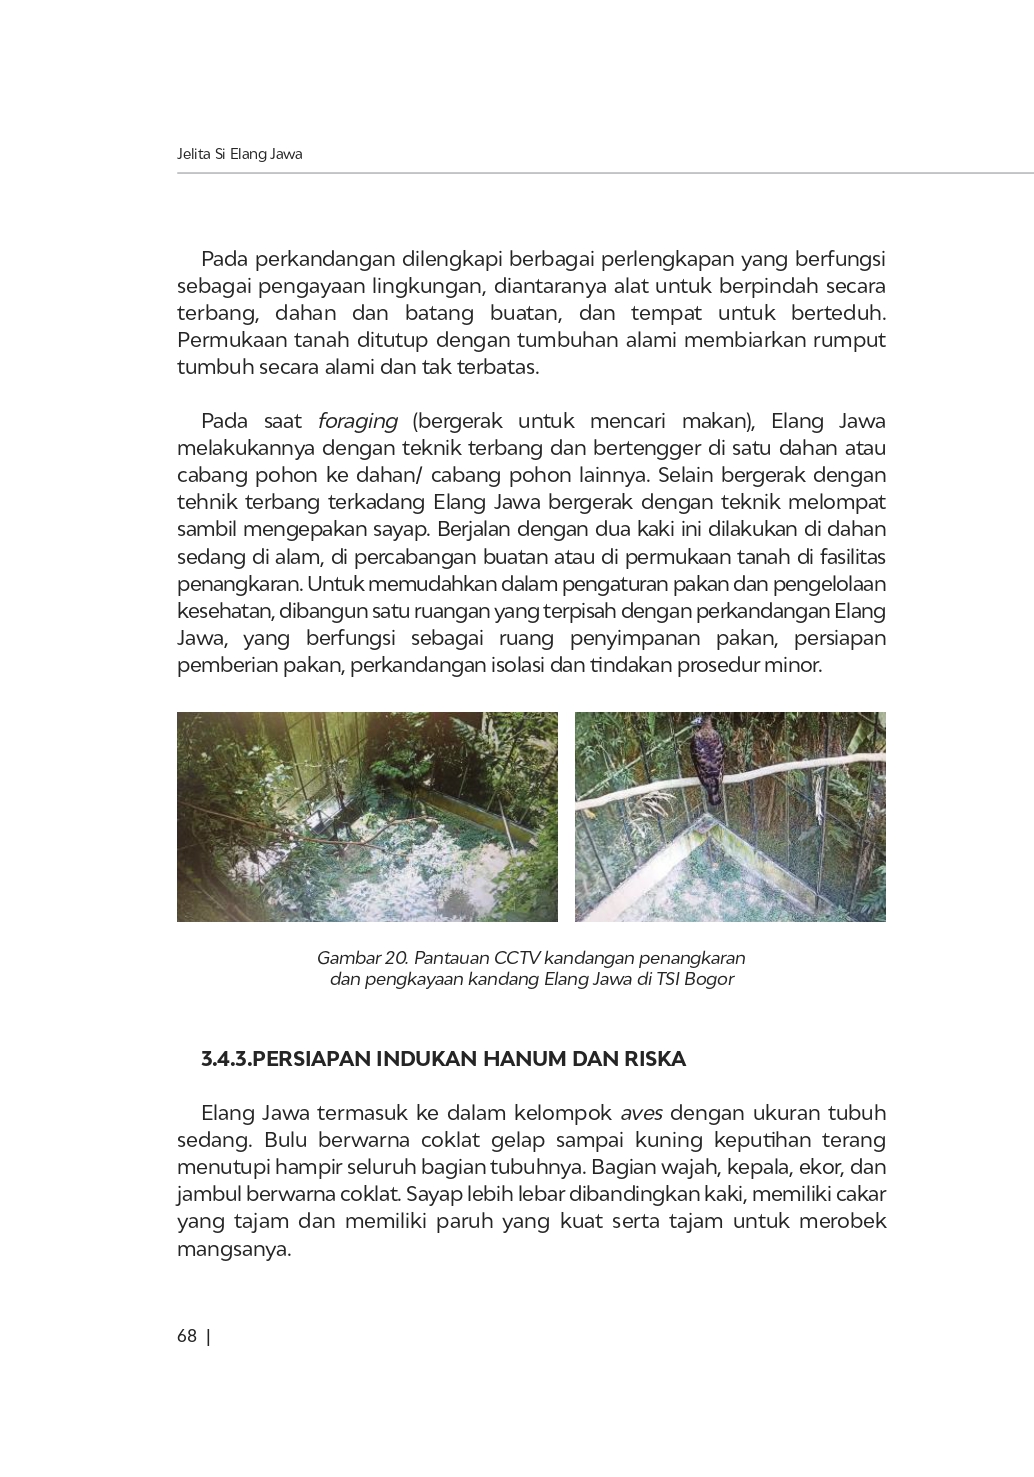 Jelita Si Elang Jawa
Pada perkandangan dilengkapi berbagai perlengkapan yang berfungsi
sebagai pengayaan lingkungan, diantaranya alat untuk berpindah secara
terbang, dahan dan batang buatan, dan tempat untuk berteduh.
Permukaan tanah ditutup dengan tumbuhan alami membiarkan rumput
tumbuh secara alami dan tak terbatas.
Pada saat foraging (bergerak untuk mencari makan), Elang Jawa
melakukannya dengan teknik terbang dan bertengger di satu dahan atau
cabang pohon ke dahan/ cabang pohon lainnya. Selain bergerak dengan
tehnik terbang terkadang Elang Jawa bergerak dengan teknik melompat
sambil mengepakan sayap. Berjalan dengan dua kaki ini dilakukan di dahan
sedang di alam, di percabangan buatan atau di permukaan tanah di fasilitas
penangkaran. Untuk memudahkan dalam pengaturan pakan dan pengelolaan
kesehatan, dibangun satu ruangan yang terpisah dengan perkandangan Elang
Jawa, yang berfungsi sebagai ruang penyimpanan pakan, persiapan
pemberian pakan, perkandangan isolasi dan tindakan prosedur minor.
Gambar 20. Pantauan CCTV kandangan penangkaran
dan pengkayaan kandang Elang Jawa di TSI Bogor
3.4.3.PERSIAPAN INDUKAN HANUM DAN RISKA
Elang Jawa termasuk ke dalam kelompok aves dengan ukuran tubuh
sedang. Bulu berwarna coklat gelap sampai kuning keputihan terang
menutupi hampir seluruh bagian tubuhnya. Bagian wajah, kepala, ekor, dan
jambul berwarna coklat. Sayap lebih lebar dibandingkan kaki, memiliki cakar
yang tajam dan memiliki paruh yang kuat serta tajam untuk merobek
mangsanya.
68 |